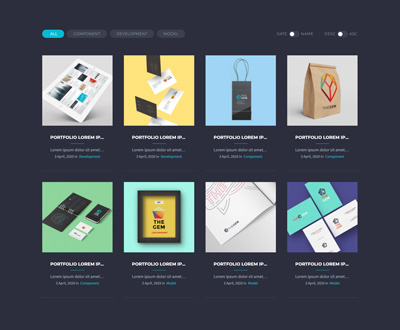 ALL COMPONENT DEVELOPMENT MODEL DATE NAME DESC ASC
THEGEM
PORTFOLIO LOREM IP... PORTFOLIO LOREM IP... PORTFOLIO LOREM IP... PORTFOLIO LOREM IP...
Lorem ipsum dolor sit amet... Lorem ipsum dolor sit amet... Lorem ipsum dolor sit amet... Lorem ipsum dolor sit amet...
3 April, 2020 in Development 3 April, 2020 in Development 3 April, 2020 in Component 3 April, 2020 in Model
THE
GEM
PORTFOLIO LOREM IP... PORTFOLIO LOREM IP... PORTFOLIO LOREM IP... PORTFOLIO LOREM IP...
Lorem ipsum dolor sit amet... Lorem ipsum dolor sit amet... Lorem ipsum dolor sit amet... Lorem ipsum dolor sit amet...
3 April, 2020 in Component 3 April, 2020 in Model 3 April, 2020 in Model 3 April, 2020 in Component